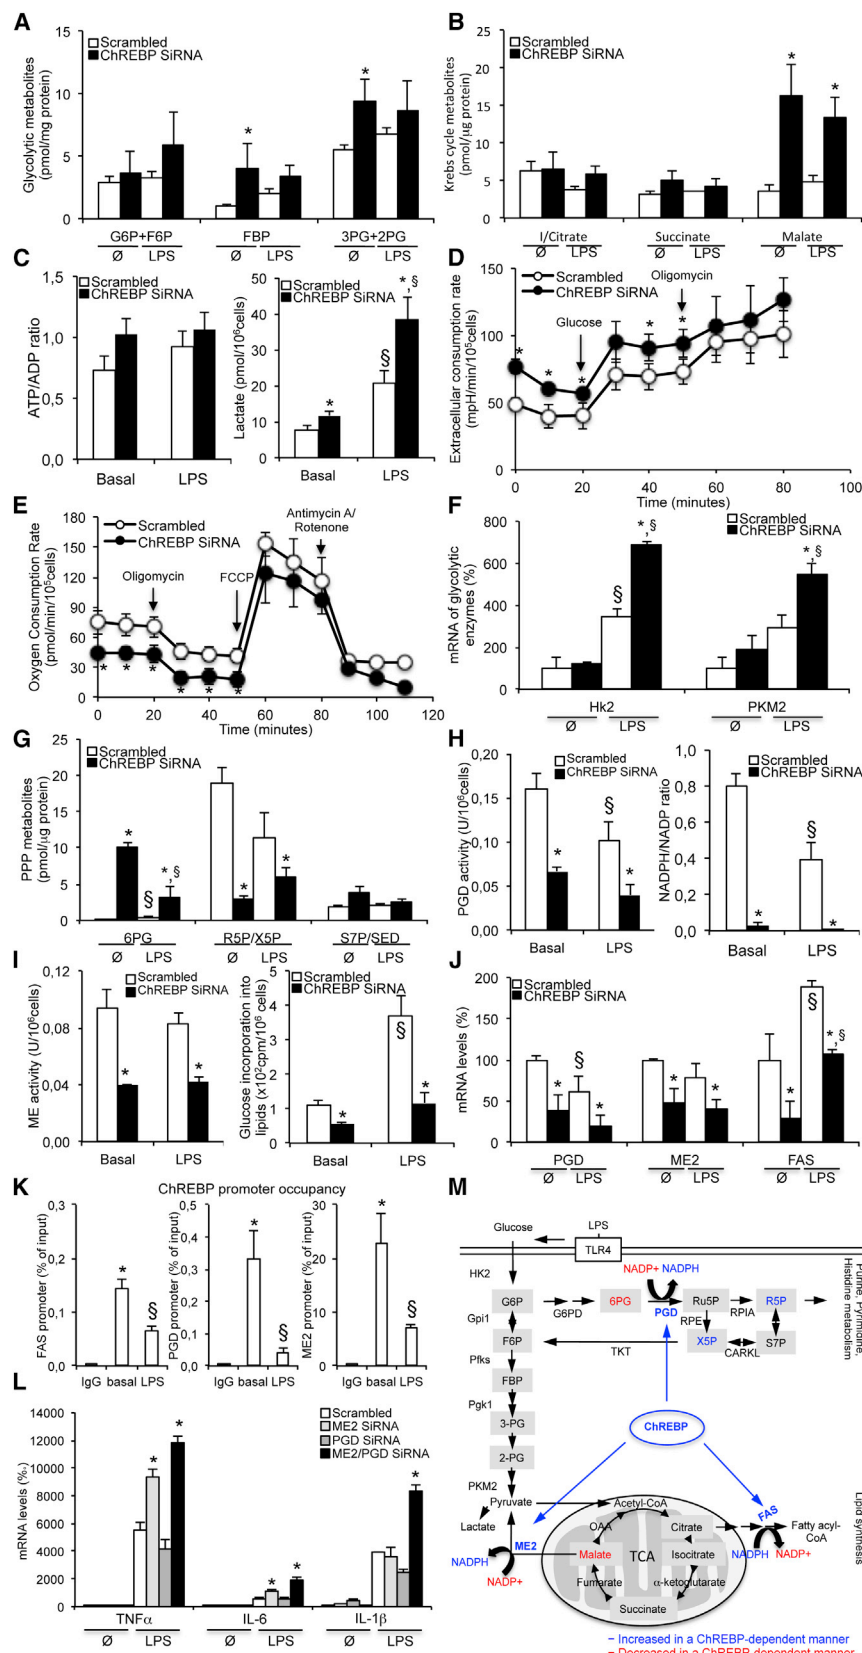 A
Scrambled
ChREBP SiRNA
Glycolytic metabolites
(pmol/mg protein)
15
10
5
0
G6P+F6P
FBP
3PG+2PG
Ø LPS
Ø LPS
Ø LPS
*
*
B
Scrambled
ChREBP SiRNA
Krebs cycle metabolites
(pmol/µg protein)
25
20
15
10
5
0
I/Citrate
Succinate
Malate
Ø LPS
Ø LPS
Ø LPS
*
*
C
Scrambled
ChREBP SiRNA
ATP/ADP ratio
1,5
1,0
0,5
0,0
Basal
LPS
Scrambled
ChREBP SiRNA
Lactate (pmol/10⁶cells)
50
40
30
20
10
0
Basal
LPS
*
§
*,§
D
Scrambled
ChREBP SiRNA
Oligomycin
Glucose
Extracellular consumption rate
(mpH/min/10⁵cells)
150
100
50
0
0 20 40 60 80 100
Time (minutes)
* * * * *
E
Scrambled
ChREBP SiRNA
Antimycin A/
Rotenone
Oligomycin
FCCP
Oxygen Consumption Rate
(pmol/min/10⁵cells)
180
150
120
90
60
30
0
0 20 40 60 80 100 120
Time (minutes)
* * * * * *
F
Scrambled
ChREBP SiRNA
mRNA of glycolytic
enzymes (%)
800
600
400
200
0
Hk2
PKM2
Ø LPS
Ø LPS
§
*,§
*,§
G
Scrambled
ChREBP SiRNA
PPP metabolites
(pmol/µg protein)
25
20
15
10
5
0
6PG
R5P/X5P
S7P/SED
Ø LPS
Ø LPS
Ø LPS
*
§
*,§
*
*
H
Scrambled
ChREBP SiRNA
PGD activity (U/10⁶cells)
0,20
0,15
0,10
0,05
0,00
Basal
LPS
*
§
*
Scrambled
ChREBP SiRNA
NADPH/NADP ratio
1,0
0,8
0,6
0,4
0,2
0,0
Basal
LPS
*
§
*
I
Scrambled
ChREBP SiRNA
ME activity (U/10⁶cells)
0,12
0,08
0,04
0,00
Basal
LPS
*
*
Scrambled
ChREBP SiRNA
Glucose incorporation into
lipids (x10²cpm/10⁶ cells)
6
5
4
3
2
1
0
Basal
LPS
*
§
*
J
Scrambled
ChREBP SiRNA
mRNA levels (%)
200
150
100
50
0
PGD
ME2
FAS
Ø LPS
Ø LPS
Ø LPS
*
§
*
*
*
*
§
*,§
K
ChREBP promoter occupancy
FAS promoter (% of input)
0,3
0,2
0,1
0,0
IgG basal LPS
*
§
PGD promoter (% of input)
0,5
0,4
0,3
0,2
0,1
0,0
IgG basal LPS
*
§
ME2 promoter (% of input)
30
20
10
0
IgG basal LPS
*
§
L
Scrambled
ME2 SiRNA
PGD SiRNA
ME2/PGD SiRNA
mRNA levels (‰)
14000
12000
10000
8000
6000
4000
2000
0
TNFα
IL-6
IL-1β
Ø LPS
Ø LPS
Ø LPS
*
*
*
*
*
M
Glucose
LPS
TLR4
HK2
NADP+ NADPH
G6P
G6PD
6PG
PGD
Ru5P
RPIA
R5P
RPE
Gpi1
F6P
TKT
X5P
CARKL
S7P
Purine, Pyrimidine,
Histidine metabolism
Pfks
FBP
Pgk1
3-PG
2-PG
ChREBP
PKM2
Pyruvate
Acetyl-CoA
Lactate
ME2
OAA
Citrate
FAS
Fatty acyl-
CoA
NADPH
NADP+
Malate
TCA
Isocitrate
NADPH
NADP+
Fumarate
α-ketoglutarate
Succinate
Lipid synthesis
– Increased in a ChREBP-dependent manner
– Decreased in a ChREBP-dependent manner